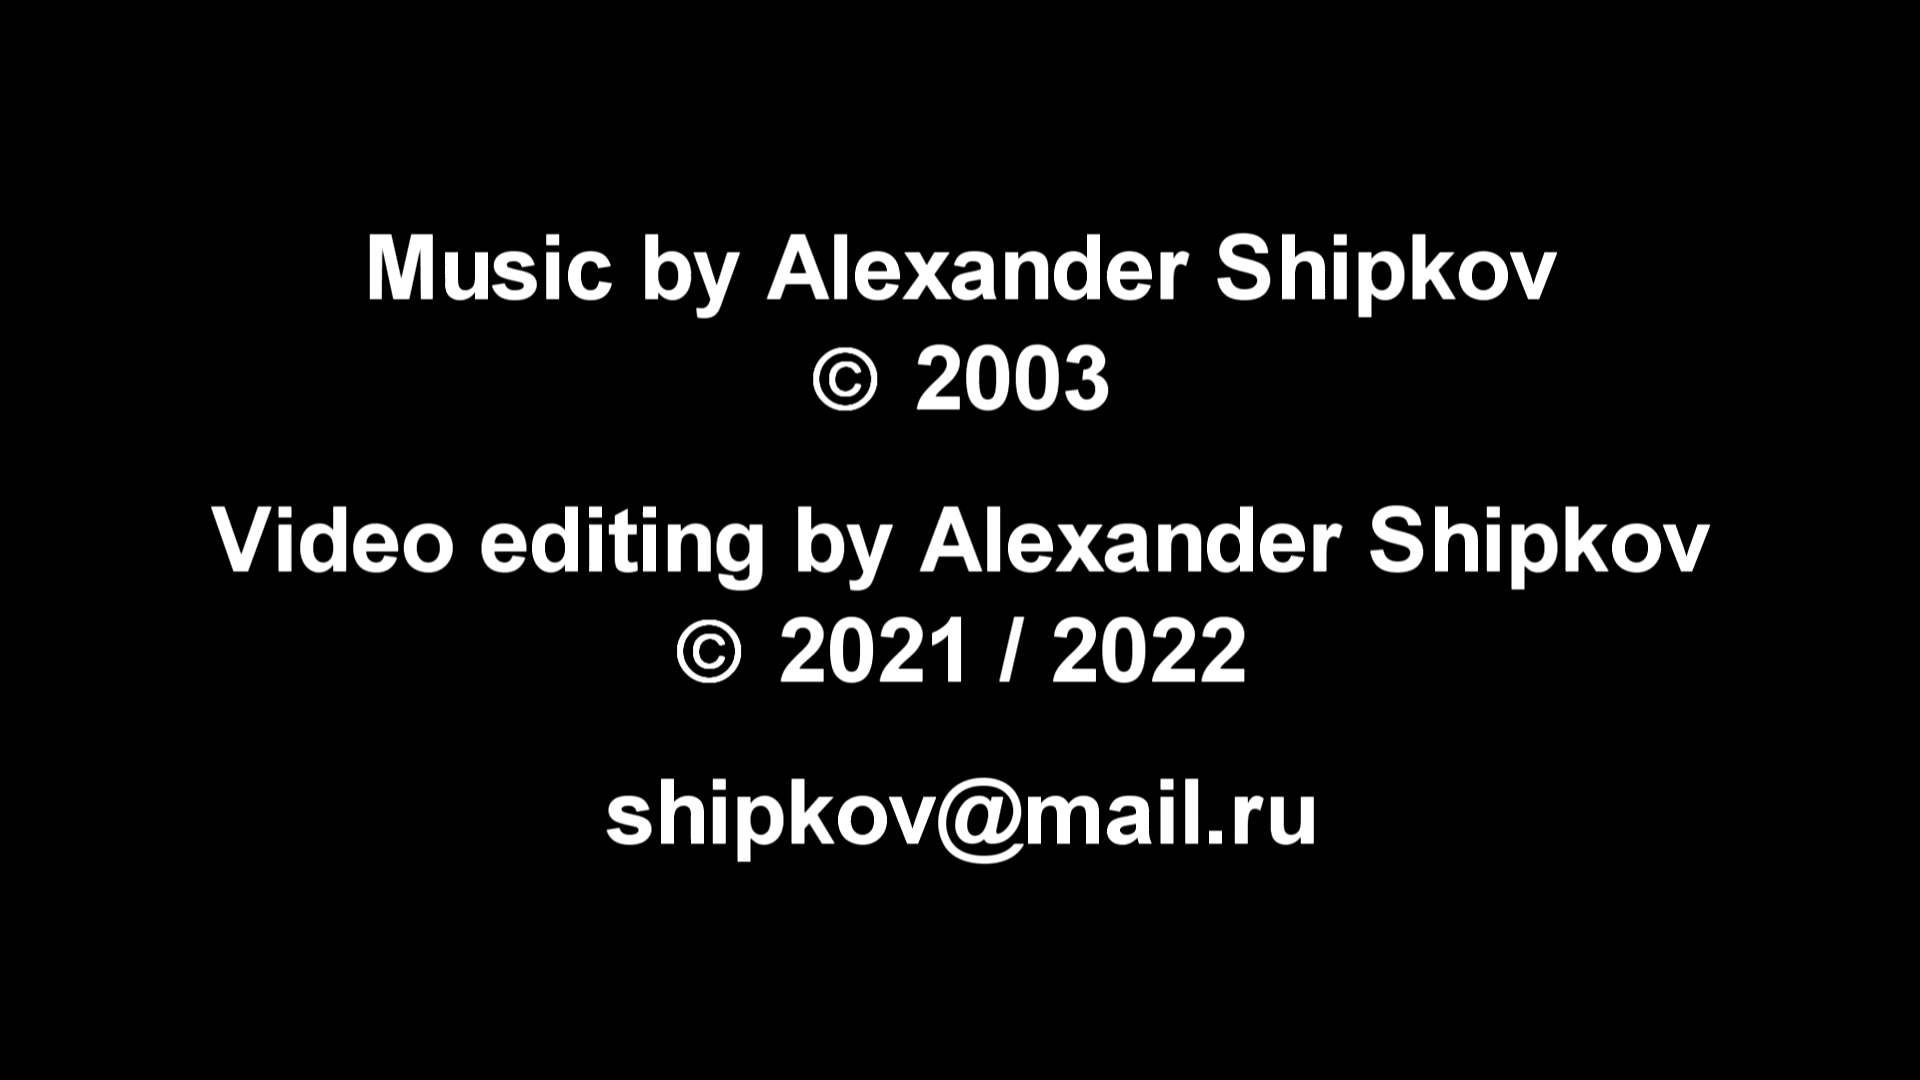 Music by Alexander Shipkov
© 2003
Video editing by Alexander Shipkov
© 2021 / 2022
shipkov@mail.ru